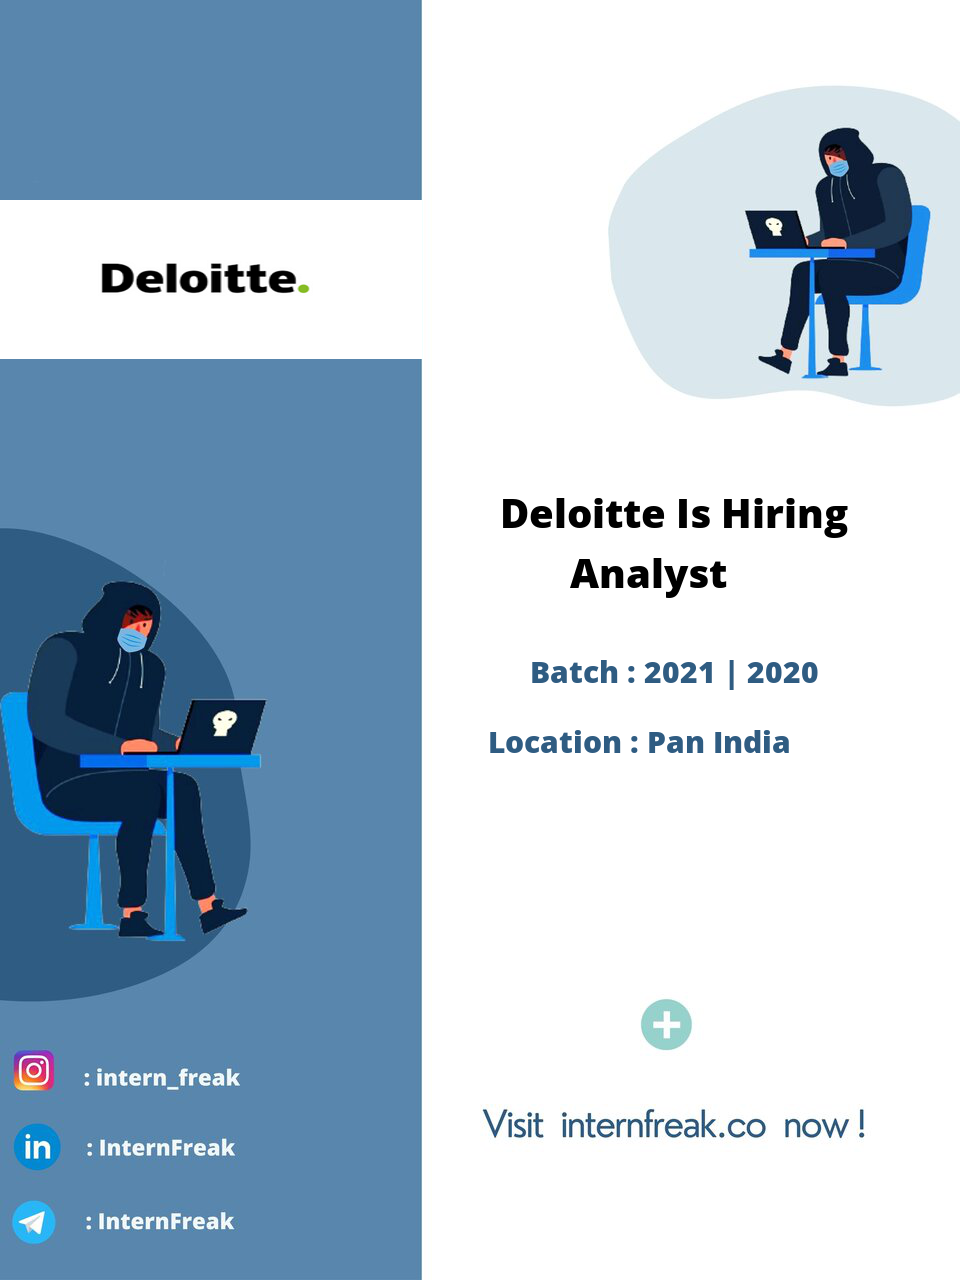 Deloitte.
Deloitte Is Hiring
Analyst
Batch : 2021 | 2020
Location : Pan India
: intern_freak
in : InternFreak
: InternFreak
Visit internfreak.co now !